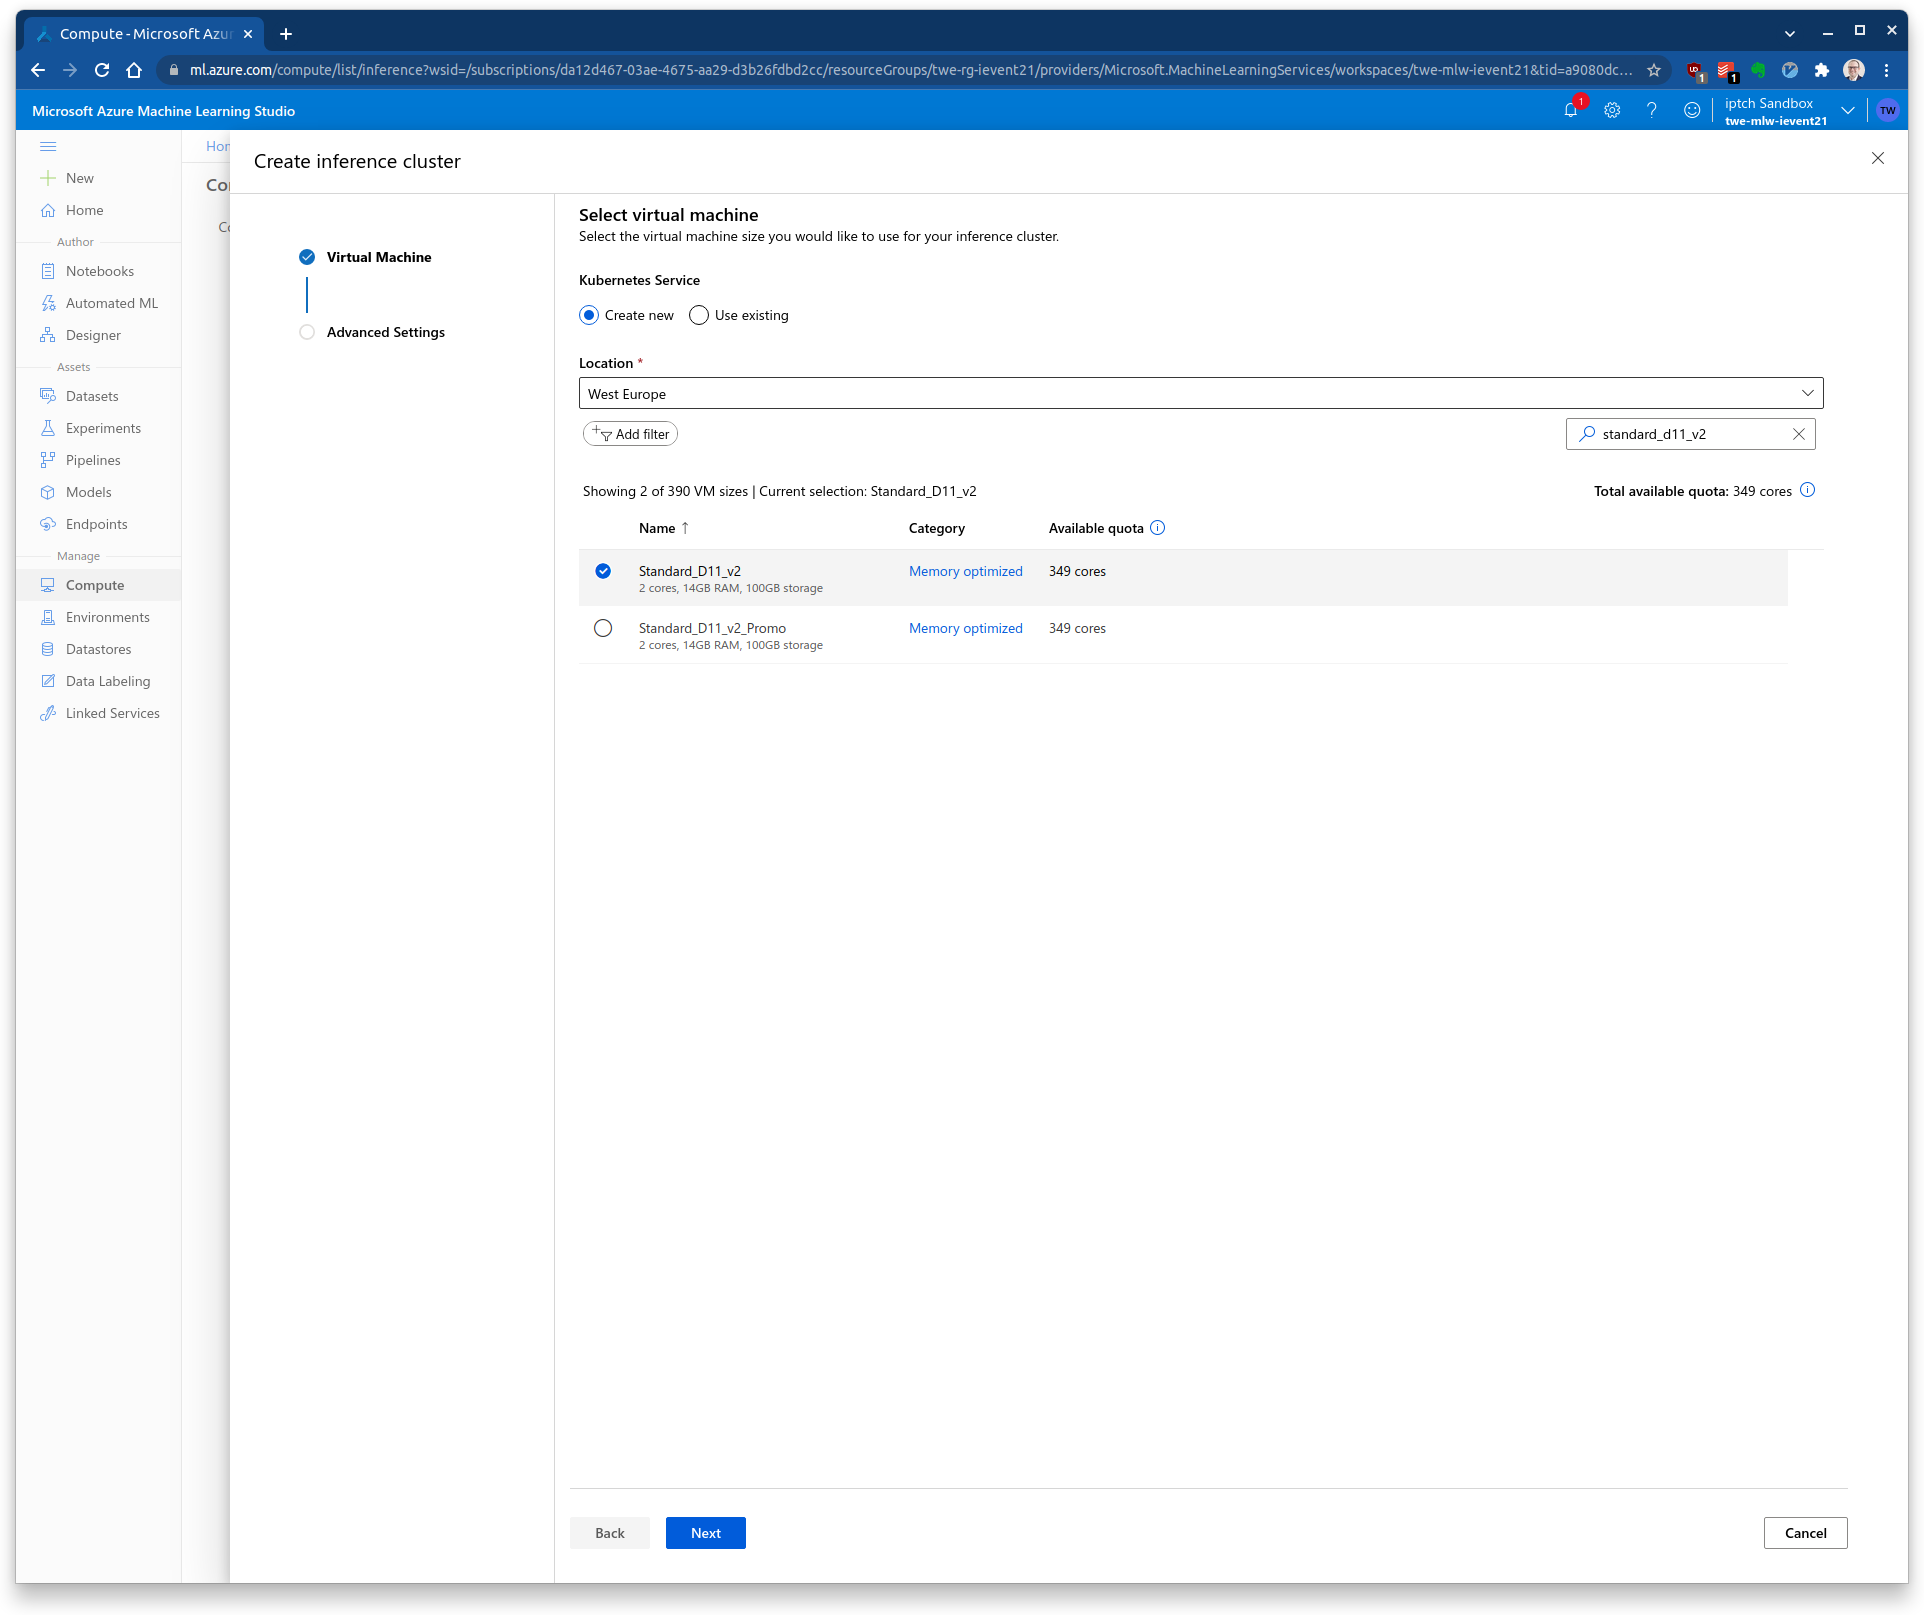 Compute - Microsoft Azur
ml.azure.com/compute/list/inference?wsid=/subscriptions/da12d467-03ae-4675-aa29-d3b26fdbd2cc/resourceGroups/twe-rg-ievent21/providers/Microsoft.MachineLearningServices/workspaces/twe-mlw-ievent21&tid=a9080dc...
1
1
Microsoft Azure Machine Learning Studio
1
iptch Sandbox
twe-mlw-ievent21
TW
New
Home
Author
Notebooks
Automated ML
Designer
Assets
Datasets
Experiments
Pipelines
Models
Endpoints
Manage
Compute
Environments
Datastores
Data Labeling
Linked Services
Hor
Co
Co
Create inference cluster
Virtual Machine
Advanced Settings
Select virtual machine
Select the virtual machine size you would like to use for your inference cluster.
Kubernetes Service
Create new
Use existing
Location *
West Europe
Add filter
standard_d11_v2
Showing 2 of 390 VM sizes | Current selection: Standard_D11_v2
Total available quota: 349 cores
Name ↑ Category Available quota
Standard_D11_v2 Memory optimized 349 cores
2 cores, 14GB RAM, 100GB storage
Standard_D11_v2_Promo Memory optimized 349 cores
2 cores, 14GB RAM, 100GB storage
Back
Next
Cancel